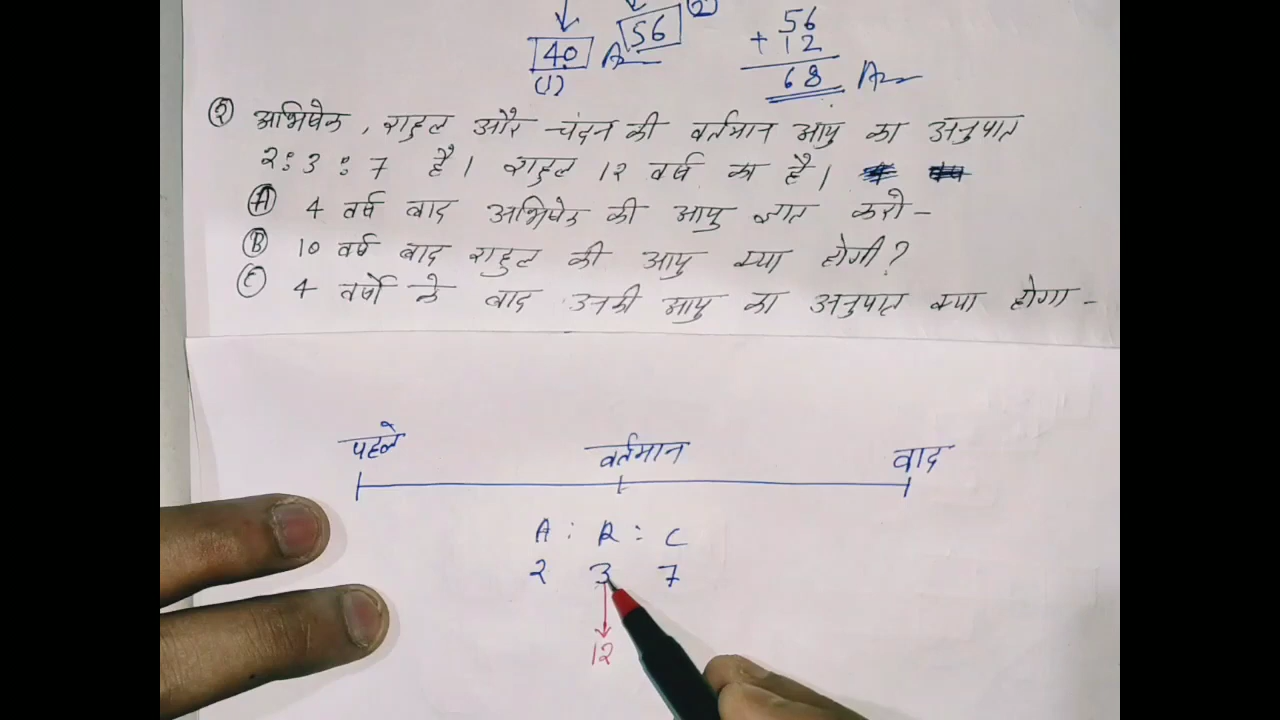 40 Ans 56 2
(1)
56
+ 12
68 Ans
२ अभिषेक, राहुल और चंदन की वर्तमान आयु का अनुपात
2:3:7 है। राहुल 12 वर्ष का है।
A 4 वर्ष बाद अभिषेक की आयु ज्ञात करो-
B 10 वर्ष बाद राहुल की आयु क्या होगी?
C 4 वर्षों के बाद उनकी आयु का अनुपात क्या होगा-
पहले वर्तमान बाद
A : R : C
2 3 7
12